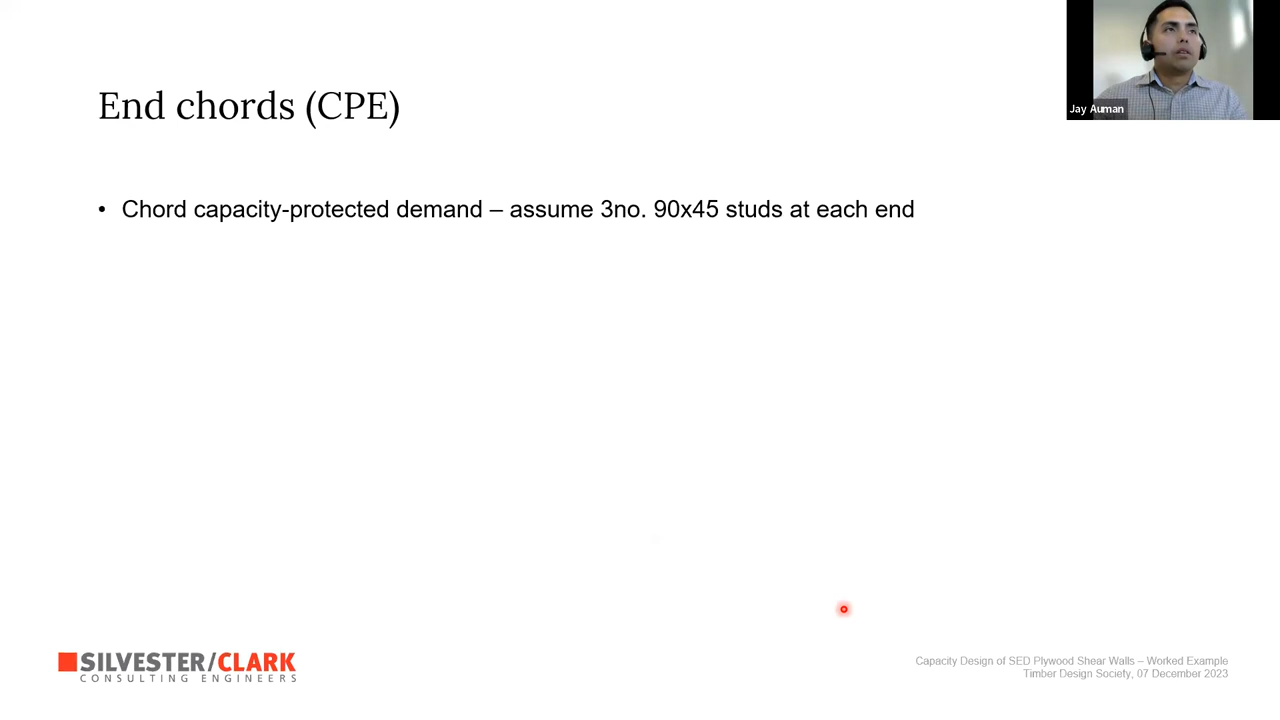 Jay Auman
End chords (CPE)
• Chord capacity-protected demand – assume 3no. 90x45 studs at each end
SILVESTER/CLARK
CONSULTING ENGINEERS
Capacity Design of SED Plywood Shear Walls – Worked Example
Timber Design Society, 07 December 2023